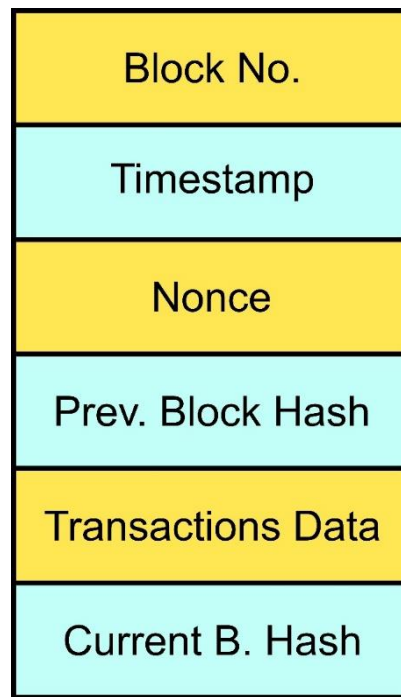 Block No.
Timestamp
Nonce
Prev. Block Hash
Transactions Data
Current B. Hash